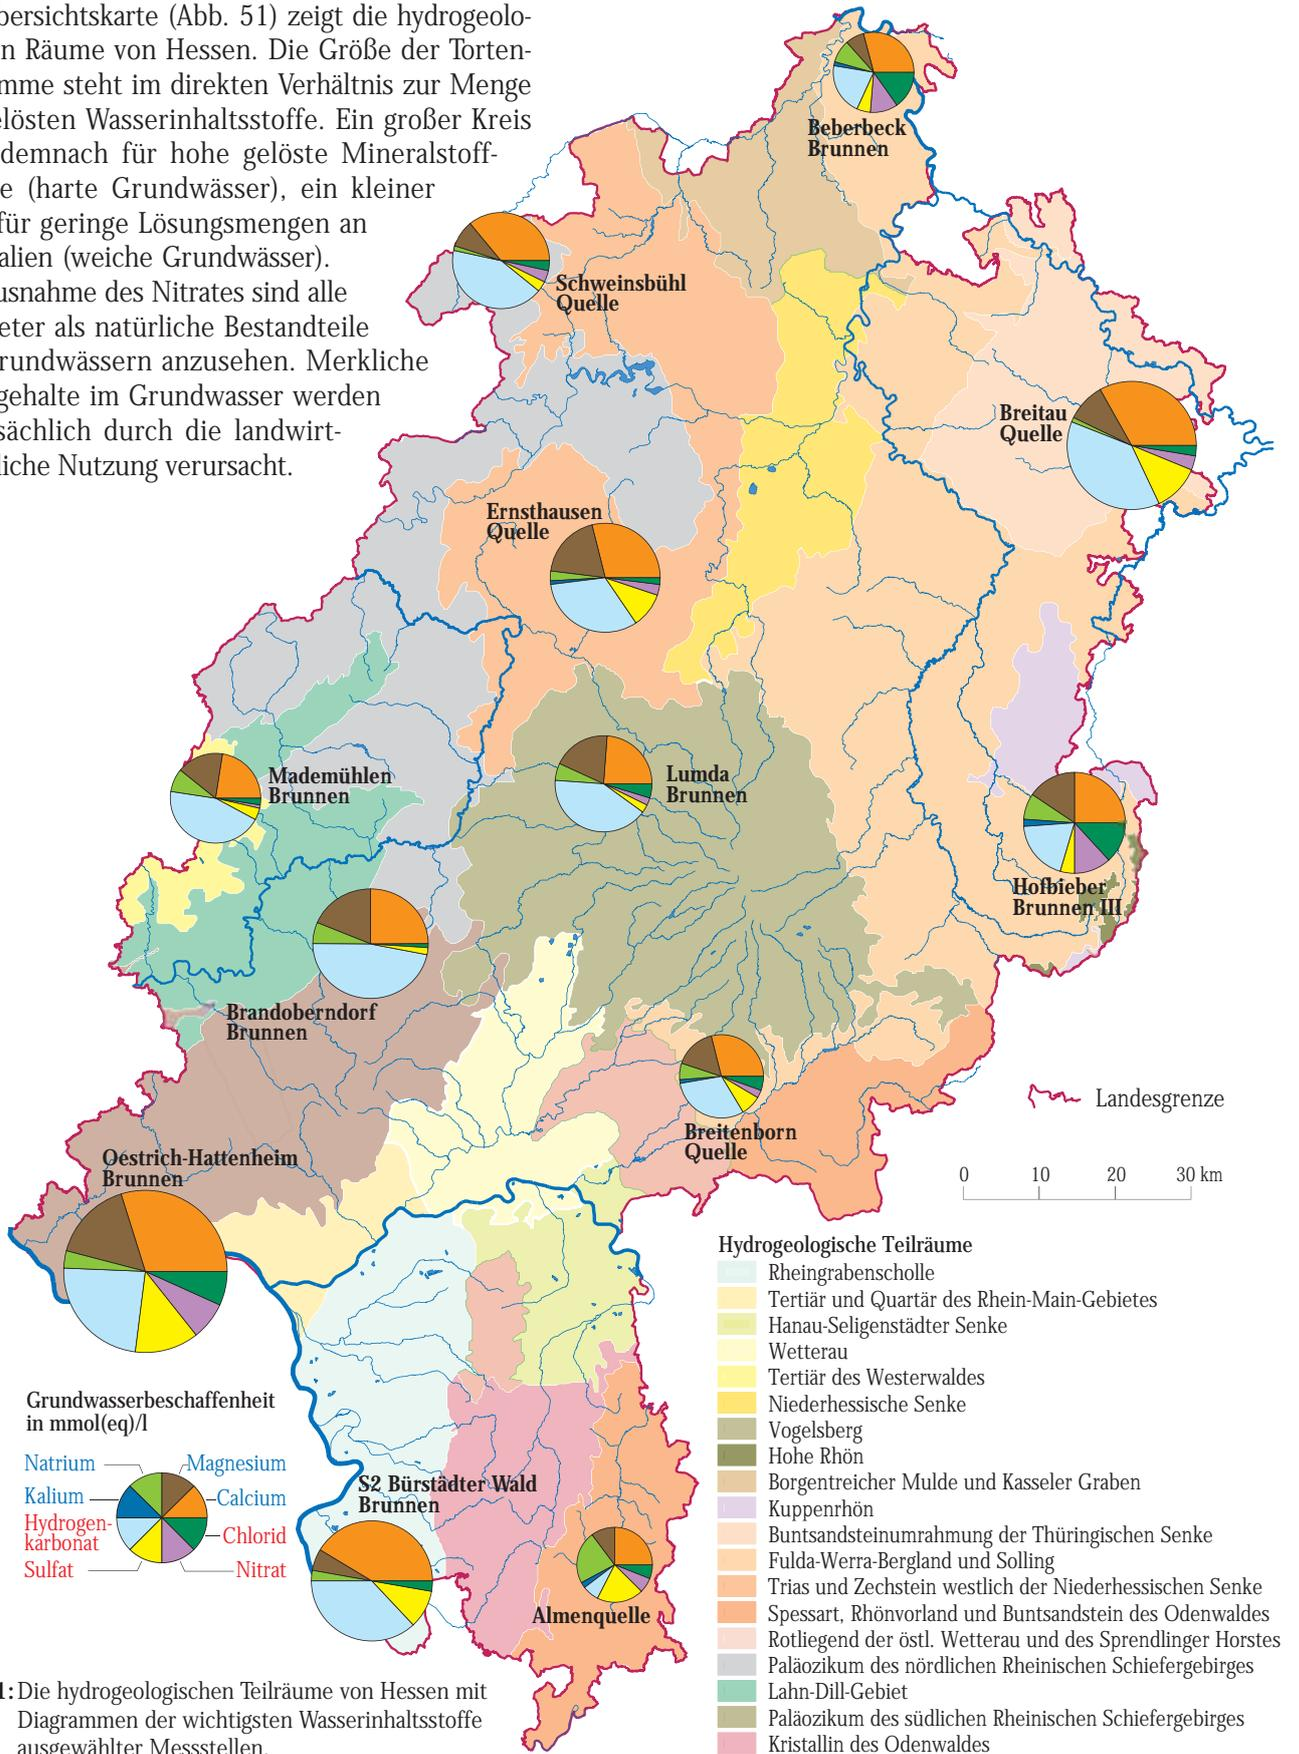 bersichtskarte (Abb. 51) zeigt die hydrogeolo-
n Räume von Hessen. Die Größe der Torten-
mme steht im direkten Verhältnis zur Menge
elösten Wasserinhaltsstoffe. Ein großer Kreis
demnach für hohe gelöste Mineralstoff-
e (harte Grundwässer), ein kleiner
für geringe Lösungsmengen an
alien (weiche Grundwässer).
usnahme des Nitrates sind alle
eter als natürliche Bestandteile
rundwässern anzusehen. Merkliche
gehalte im Grundwasser werden
sächlich durch die landwirt-
liche Nutzung verursacht.
Beberbeck
Brunnen
Schweinsbühl
Quelle
Breitau
Quelle
Ernsthausen
Quelle
Mademühlen
Brunnen
Lumda
Brunnen
Hofbieber
Brunnen III
Brandoberndorf
Brunnen
Breitenborn
Quelle
Landesgrenze
0 10 20 30 km
Oestrich-Hattenheim
Brunnen
S2 Bürstädter Wald
Brunnen
Almenquelle
Grundwasserbeschaffenheit
in mmol(eq)/l
Natrium Magnesium
Kalium Calcium
Hydrogen-
karbonat Chlorid
Sulfat Nitrat
Hydrogeologische Teilräume
Rheingrabenscholle
Tertiär und Quartär des Rhein-Main-Gebietes
Hanau-Seligenstädter Senke
Wetterau
Tertiär des Westerwaldes
Niederhessische Senke
Vogelsberg
Hohe Rhön
Borgentreicher Mulde und Kasseler Graben
Kuppenrhön
Buntsandsteinumrahmung der Thüringischen Senke
Fulda-Werra-Bergland und Solling
Trias und Zechstein westlich der Niederhessischen Senke
Spessart, Rhönvorland und Buntsandstein des Odenwaldes
Rotliegend der östl. Wetterau und des Sprendlinger Horstes
Paläozikum des nördlichen Rheinischen Schiefergebirges
Lahn-Dill-Gebiet
Paläozikum des südlichen Rheinischen Schiefergebirges
Kristallin des Odenwaldes
1: Die hydrogeologischen Teilräume von Hessen mit
Diagrammen der wichtigsten Wasserinhaltsstoffe
ausgewählter Messstellen.